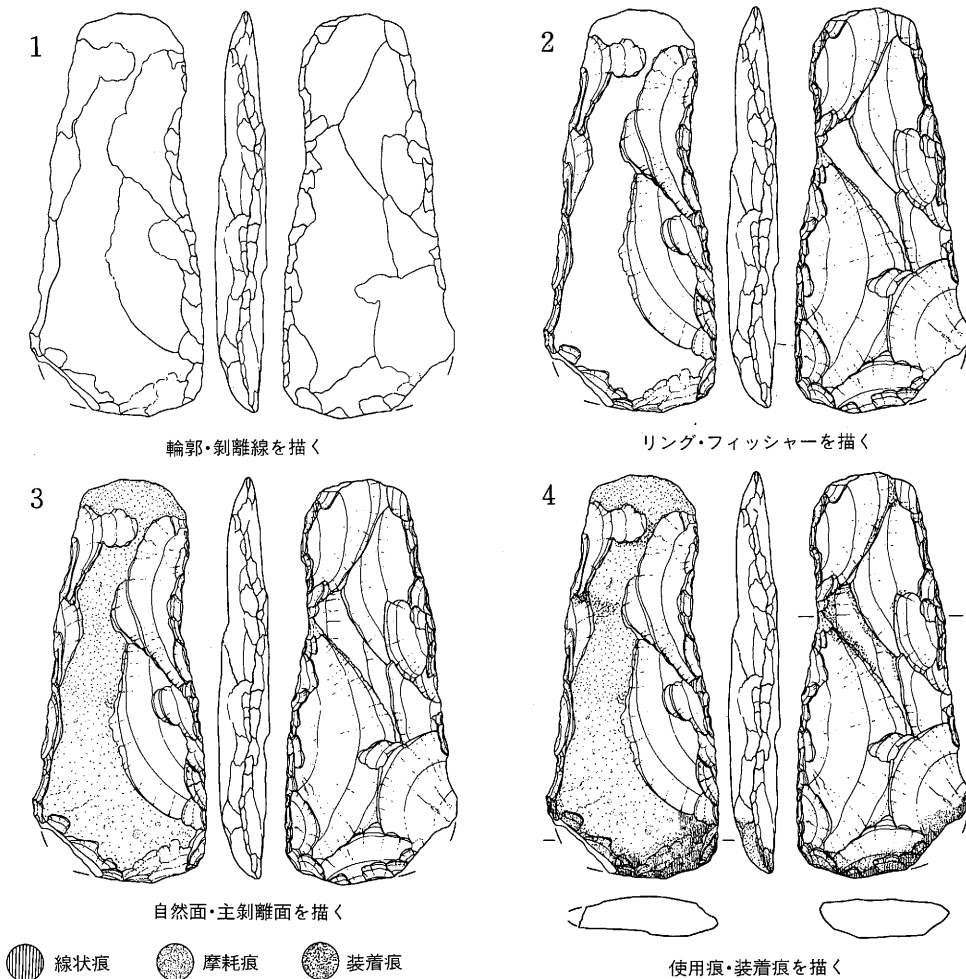 1
輪郭・剝離線を描く
2
リング・フィッシャーを描く
3
自然面・主剝離面を描く
4
使用痕・装着痕を描く
線状痕 摩耗痕 装着痕